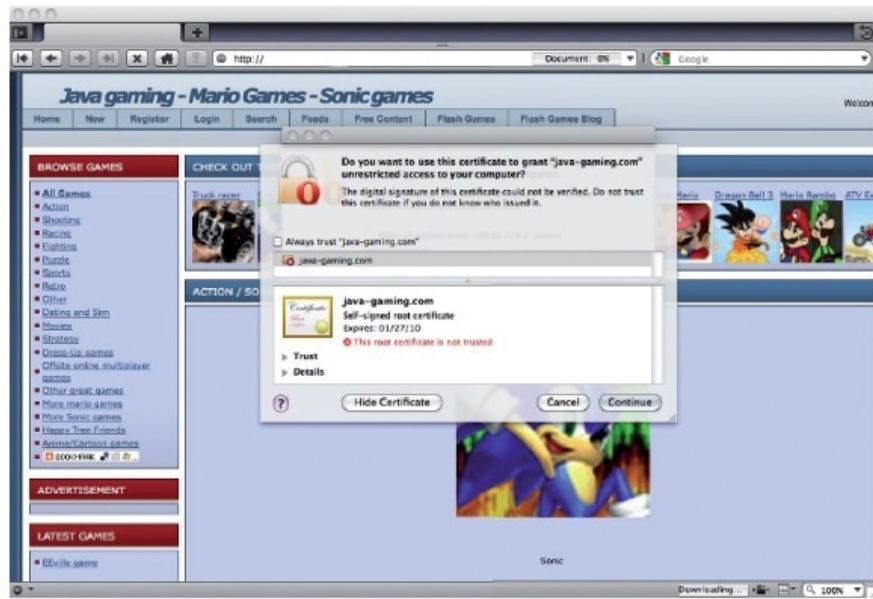 http://
Document: 0%
Google
Java gaming - Mario Games - Sonic games
Welcom
Home New Register Login Search Feeds Free Content Flash Games Flash Games Blog
BROWSE GAMES
All Games
Action
Shooting
Racing
Fighting
Puzzle
Sports
Retro
Other
Dating and Sim
Movies
Strategy
Dress-Up games
Offsite online multiplayer
games
Other great games
More mario games
More Sonic games
Happy Tree Friends
Anime/Cartoon games
BOOKMARK
ADVERTISEMENT
LATEST GAMES
EEville game
CHECK OUT T
Truck racer
Mario
Dragon Ball 3
Mario Rambo
ATV Ex
ACTION / SO
Do you want to use this certificate to grant "java-gaming.com"
unrestricted access to your computer?
The digital signature of this certificate could not be verified. Do not trust
this certificate if you do not know who issued it.
Always trust "java-gaming.com"
java-gaming.com
Certificate
java-gaming.com
Self-signed root certificate
Expires: 01/27/10
This root certificate is not trusted
Trust
Details
?
Hide Certificate
Cancel
Continue
Sonic
Downloading...
100%